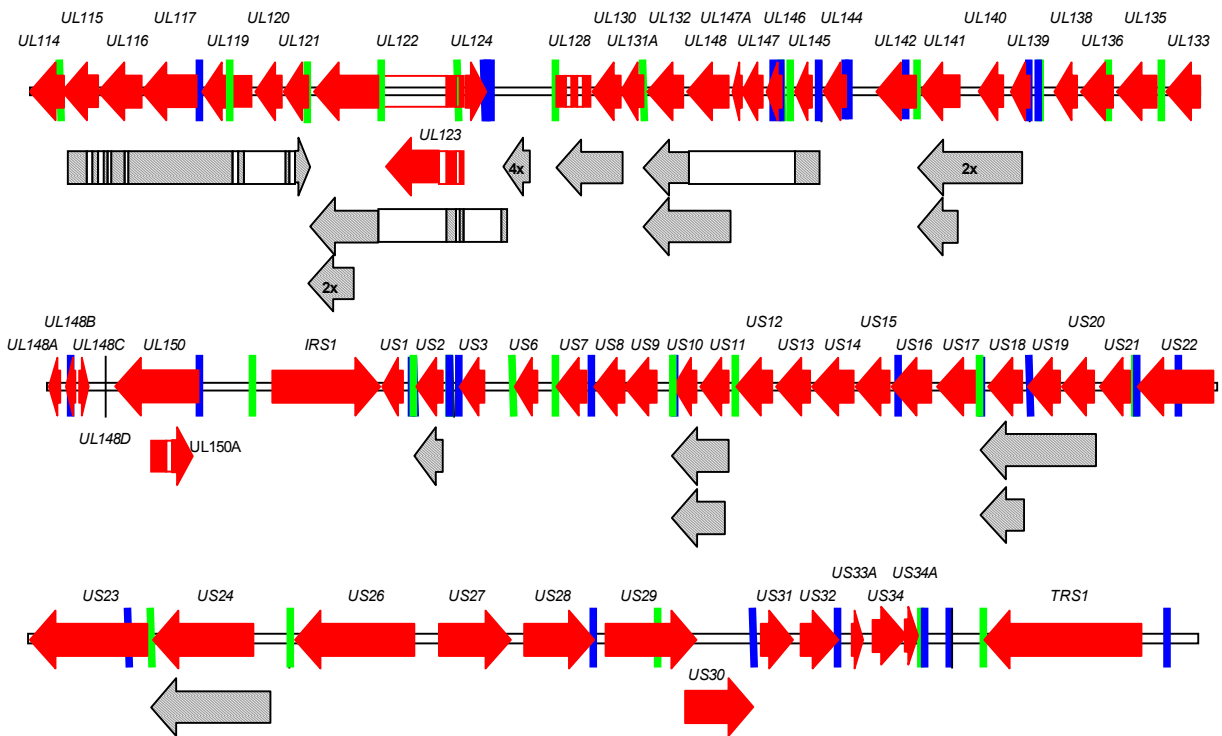 UL115 UL117 UL120 UL130 UL132 UL147A UL146 UL144 UL140 UL138 UL135
UL114 UL116 UL119 UL121 UL122 UL124 UL128 UL131A UL148 UL147 UL145 UL142 UL141 UL139 UL136 UL133
UL123
4x
2x
2x
UL148B US12 US15 US20
UL148A UL148C UL150 IRS1 US1 US2 US3 US6 US7 US8 US9 US10 US11 US13 US14 US16 US17 US18 US19 US21 US22
UL148D UL150A
US33A US34A
US23 US24 US26 US27 US28 US29 US31 US32 US34 TRS1
US30